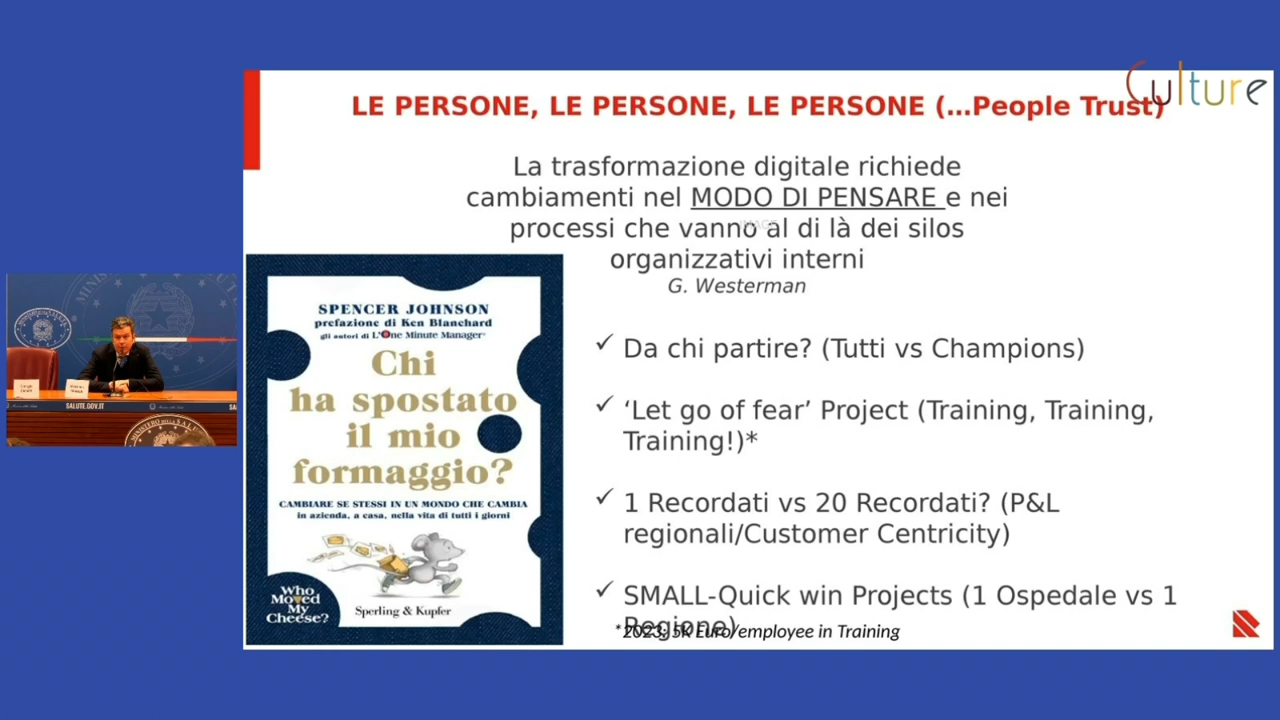 Culture
LE PERSONE, LE PERSONE, LE PERSONE (...People Trust)
La trasformazione digitale richiede
cambiamenti nel MODO DI PENSARE e nei
processi che vanno al di là dei silos
organizzativi interni
G. Westerman
SPENCER JOHNSON
prefazione di Ken Blanchard
gli autori di L'One Minute Manager®
Chi
ha spostato
il mio
formaggio?
CAMBIARE SE STESSI IN UN MONDO CHE CAMBIA
in azienda, a casa, nella vita di tutti i giorni
Who
Moved
My
Cheese?
Sperling & Kupfer
✓ Da chi partire? (Tutti vs Champions)
✓ ‘Let go of fear’ Project (Training, Training,
Training!)*
✓ 1 Recordati vs 20 Recordati? (P&L
regionali/Customer Centricity)
✓ SMALL-Quick win Projects (1 Ospedale vs 1
Regione)
*2023: 5K Euro/employee in Training
SALUTE.GOV.IT